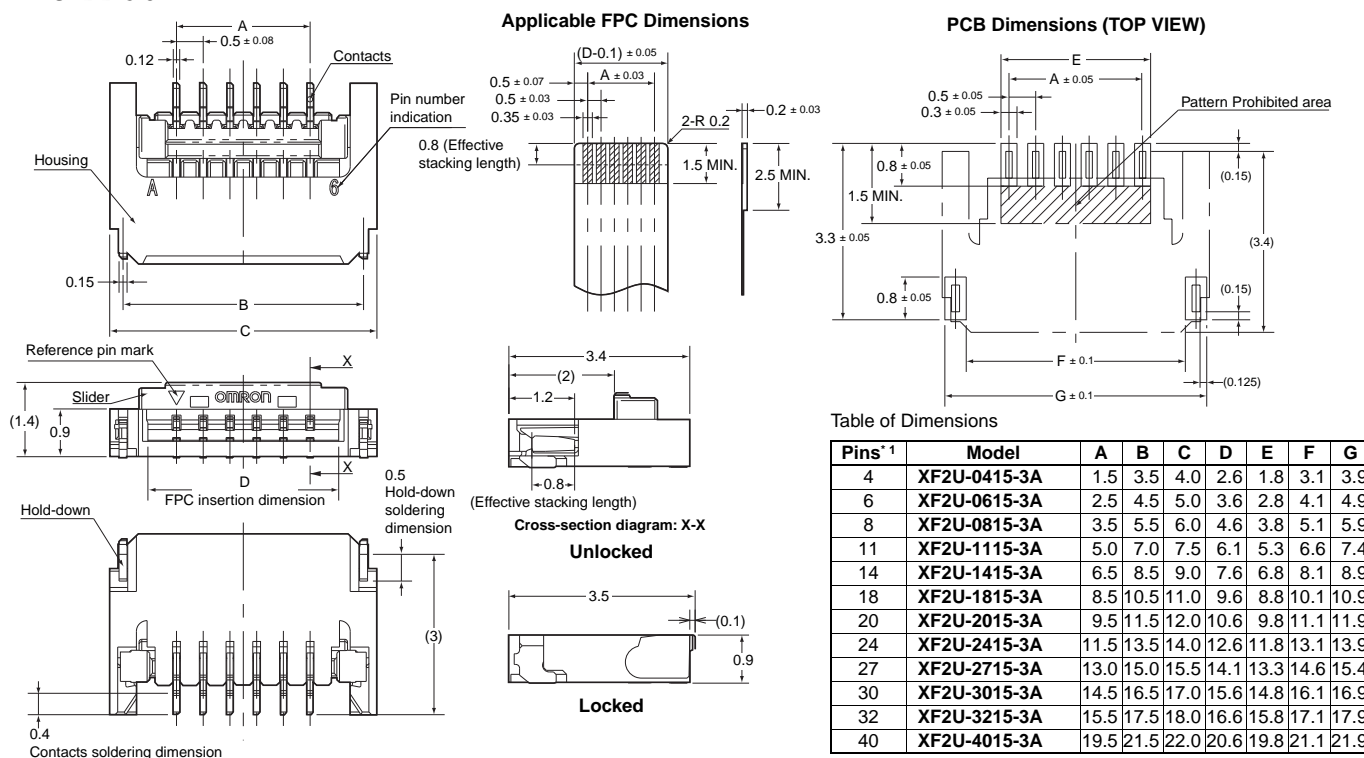 A
0.5 ± 0.08
0.12
Contacts
Pin number
indication
Housing
A
6
0.15
B
C
Reference pin mark
X
Slider
OMRON
(1.4)
0.9
X
D
FPC insertion dimension
0.5
Hold-down
soldering
dimension
Hold-down
(3)
0.4
Contacts soldering dimension
Applicable FPC Dimensions
(D-0.1) ± 0.05
0.5 ± 0.07
A ± 0.03
0.5 ± 0.03
0.35 ± 0.03
0.2 ± 0.03
2-R 0.2
0.8 (Effective
stacking length)
1.5 MIN.
2.5 MIN.
3.4
(2)
1.2
0.8
(Effective stacking length)
Cross-section diagram: X-X
Unlocked
3.5
(0.1)
0.9
Locked
PCB Dimensions (TOP VIEW)
E
A ± 0.05
0.5 ± 0.05
0.3 ± 0.05
Pattern Prohibited area
0.8 ± 0.05
(0.15)
1.5 MIN.
3.3 ± 0.05
(3.4)
0.8 ± 0.05
(0.15)
F ± 0.1
(0.125)
G ± 0.1
Table of Dimensions
Pins*1 Model A B C D E F G
4 XF2U-0415-3A 1.5 3.5 4.0 2.6 1.8 3.1 3.9
6 XF2U-0615-3A 2.5 4.5 5.0 3.6 2.8 4.1 4.9
8 XF2U-0815-3A 3.5 5.5 6.0 4.6 3.8 5.1 5.9
11 XF2U-1115-3A 5.0 7.0 7.5 6.1 5.3 6.6 7.4
14 XF2U-1415-3A 6.5 8.5 9.0 7.6 6.8 8.1 8.9
18 XF2U-1815-3A 8.5 10.5 11.0 9.6 8.8 10.1 10.9
20 XF2U-2015-3A 9.5 11.5 12.0 10.6 9.8 11.1 11.9
24 XF2U-2415-3A 11.5 13.5 14.0 12.6 11.8 13.1 13.9
27 XF2U-2715-3A 13.0 15.0 15.5 14.1 13.3 14.6 15.4
30 XF2U-3015-3A 14.5 16.5 17.0 15.6 14.8 16.1 16.9
32 XF2U-3215-3A 15.5 17.5 18.0 16.6 15.8 17.1 17.9
40 XF2U-4015-3A 19.5 21.5 22.0 20.6 19.8 21.1 21.9